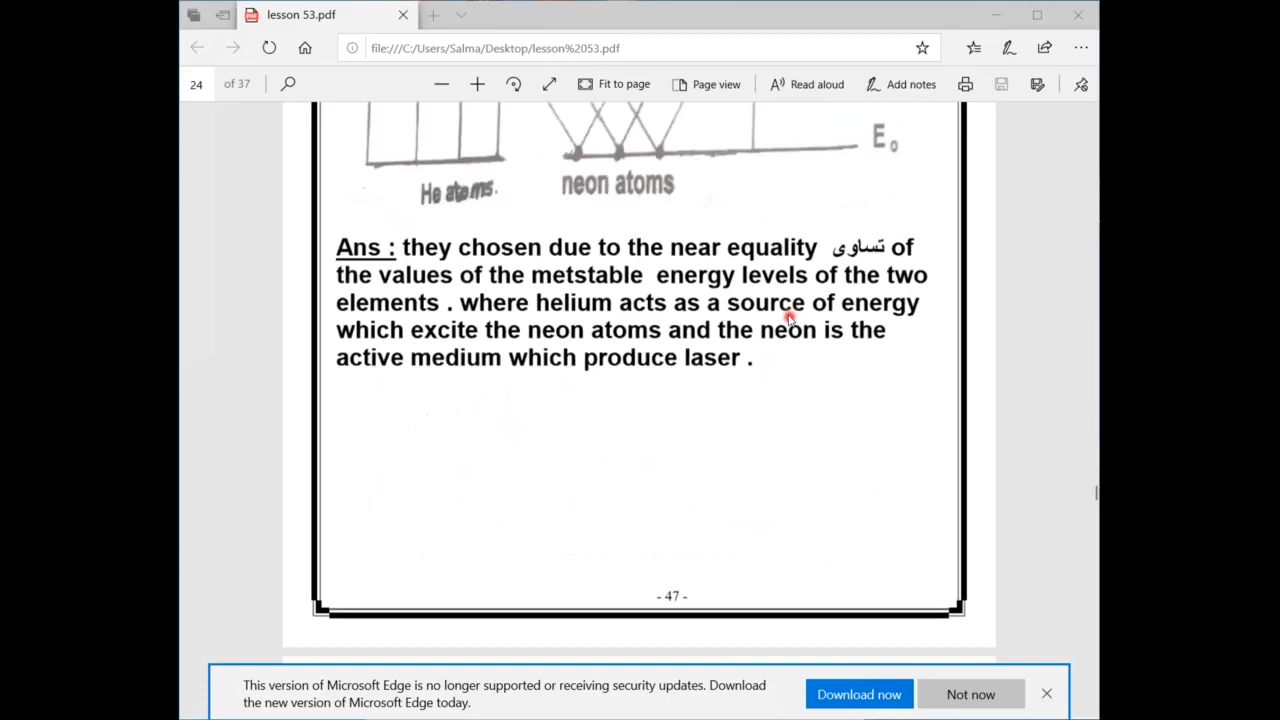 lesson 53.pdf
file:///C:/Users/Salma/Desktop/lesson%2053.pdf
24 of 37
Fit to page
Page view
Read aloud
Add notes
E₀
He atoms.
neon atoms
Ans : they chosen due to the near equality تساوى of
the values of the metstable energy levels of the two
elements . where helium acts as a source of energy
which excite the neon atoms and the neon is the
active medium which produce laser .
- 47 -
This version of Microsoft Edge is no longer supported or receiving security updates. Download
the new version of Microsoft Edge today.
Download now
Not now